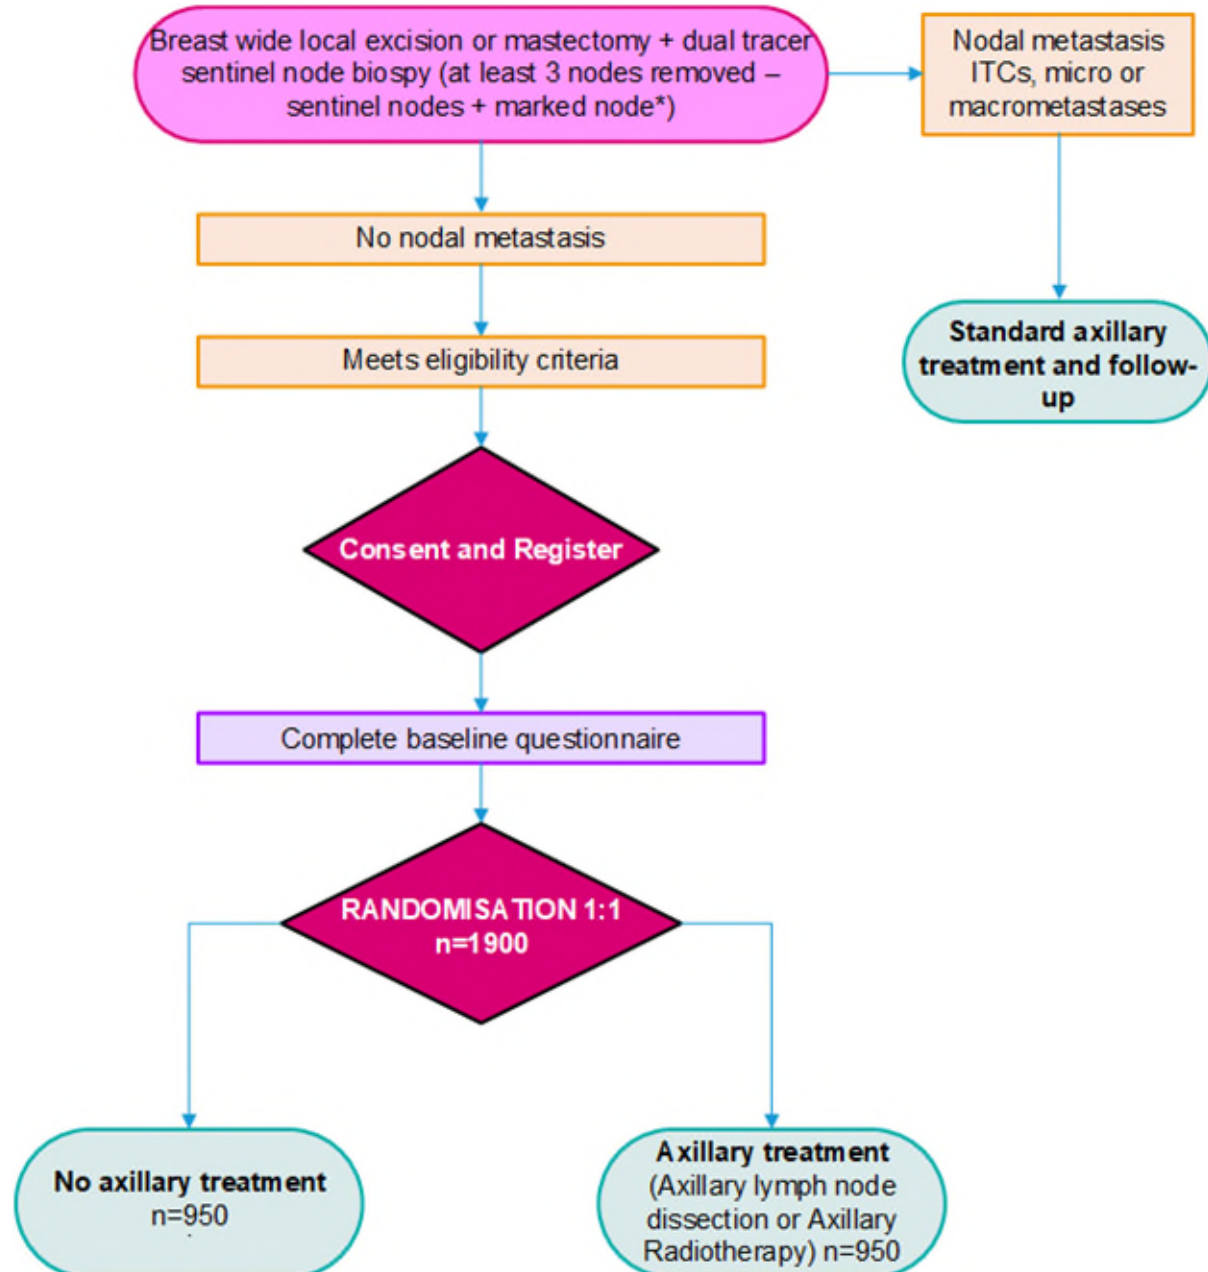 Breast wide local excision or mastectomy + dual tracer
sentinel node biospy (at least 3 nodes removed –
sentinel nodes + marked node*)
Nodal metastasis
ITCs, micro or
macrometastases
No nodal metastasis
Meets eligibility criteria
Standard axillary
treatment and follow-
up
Consent and Register
Complete baseline questionnaire
RANDOMISATION 1:1
n=1900
No axillary treatment
n=950
Axillary treatment
(Axillary lymph node
dissection or Axillary
Radiotherapy) n=950